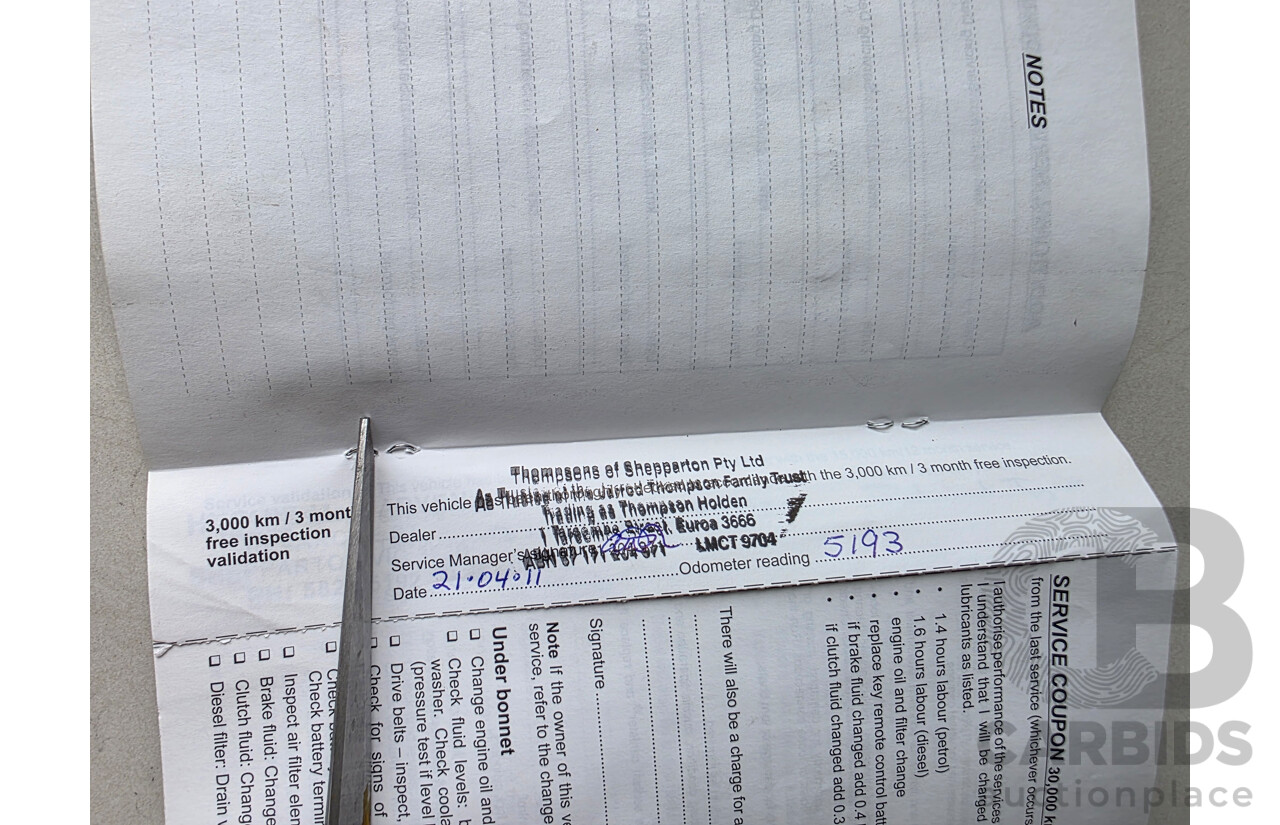 NOTES
3,000 km / 3 mont
free inspection
validation
Thompsons of Shepparton Pty Ltd
As Trustee of the Jarrod Thompson Family Trust
Trading as Thompson Holden
Euroa 3666
LMCT 9704
This vehicle
with the 3,000 km / 3 month free inspection.
Dealer
Service Manager's signature
Date 21.04.11
Odometer reading 5193
SERVICE COUPON 30,000 k
from the last service (whichever occurs
I authorise performance of the services
I understand that I will be charged
lubricants as listed.
• 1.4 hours labour (petrol)
• 1.6 hours labour (diesel)
• engine oil and filter change
• replace key remote control batt
• if brake fluid changed add 0.4
• if clutch fluid changed add 0.3
There will also be a charge for a
Signature
Note If the owner of this ve
service, refer to the change
Under bonnet
❏ Change engine oil and
❏ Check fluid levels: b
washer. Check coola
(pressure test if level
❏ Drive belts – inspect,
❏ Check for signs of
❏ Check
Check battery termin
❏ Inspect air filter elem
❏ Brake fluid: Change
❏ Clutch fluid: Chang
❏ Diesel filter: Drain
CARBIDS
auctionplace